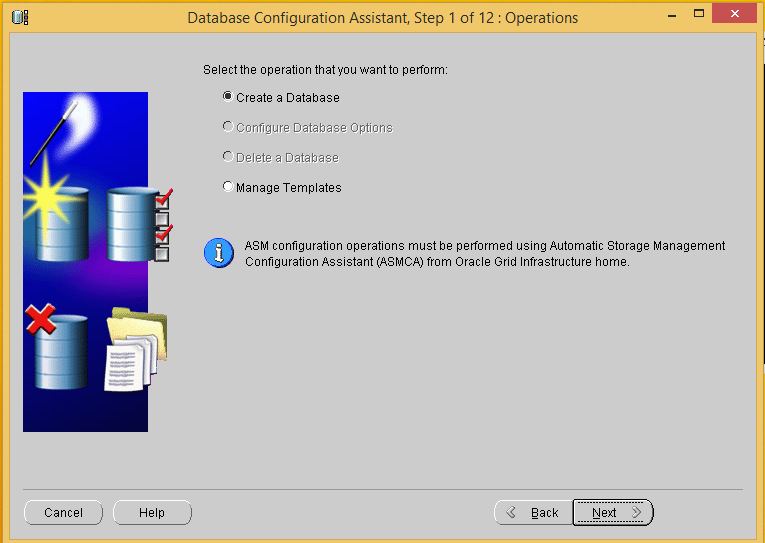 Database Configuration Assistant, Step 1 of 12 : Operations
Select the operation that you want to perform:
Create a Database
Configure Database Options
Delete a Database
Manage Templates
ASM configuration operations must be performed using Automatic Storage Management
Configuration Assistant (ASMCA) from Oracle Grid Infrastructure home.
Cancel
Help
Back
Next